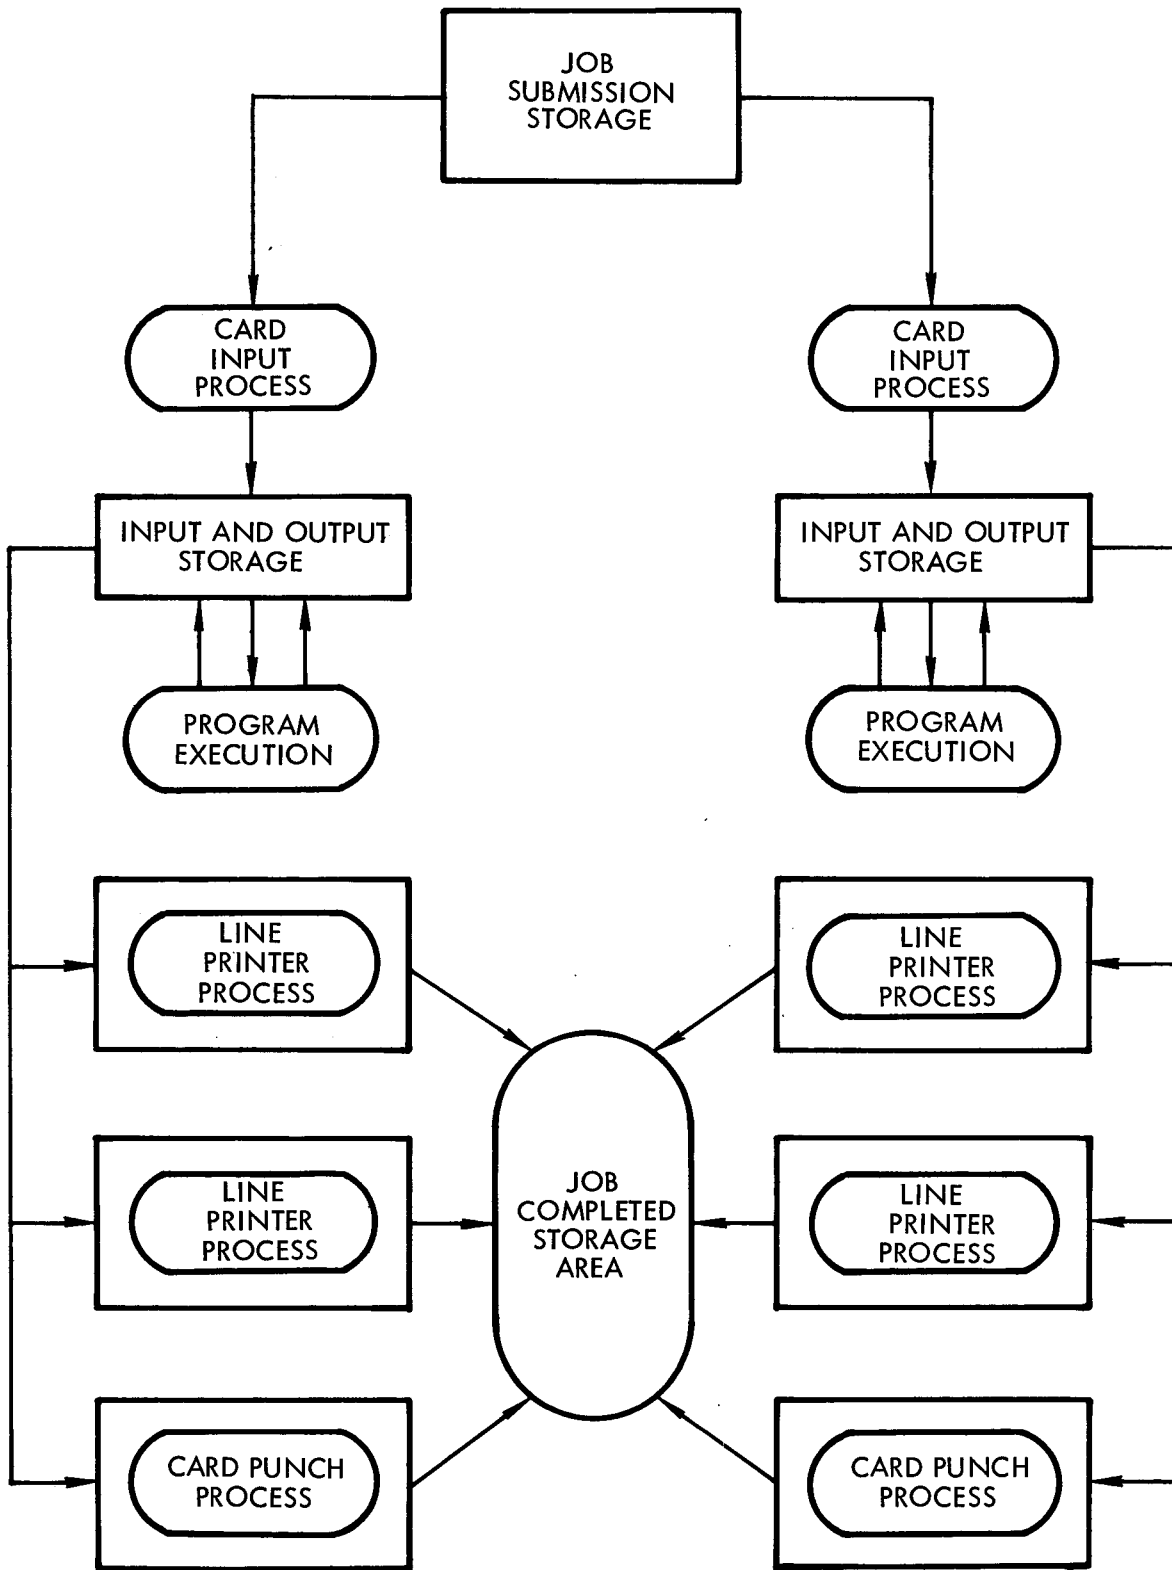 JOB
SUBMISSION
STORAGE
CARD
INPUT
PROCESS
CARD
INPUT
PROCESS
INPUT AND OUTPUT
STORAGE
INPUT AND OUTPUT
STORAGE
PROGRAM
EXECUTION
PROGRAM
EXECUTION
LINE
PRINTER
PROCESS
LINE
PRINTER
PROCESS
LINE
PRINTER
PROCESS
JOB
COMPLETED
STORAGE
AREA
LINE
PRINTER
PROCESS
CARD PUNCH
PROCESS
CARD PUNCH
PROCESS